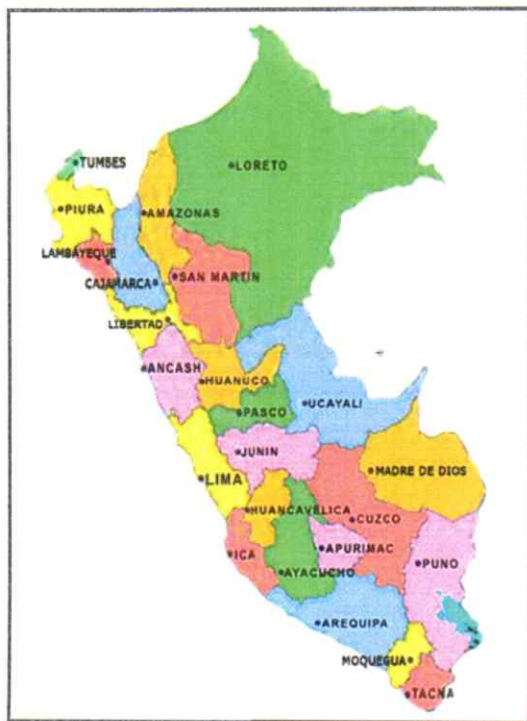 TUMBES
LORETO
PIURA
AMAZONAS
LAMBAYEQUE
SAN MARTIN
CAJAMARCA
LIBERTAD
ANCASH
HUANUCO
UCAYALI
PASCO
JUNIN
MADRE DE DIOS
LIMA
HUANCAVELICA
CUZCO
APURIMAC
ICA
PUNO
AYACUCHO
AREQUIPA
MOQUEGUA
TACNA